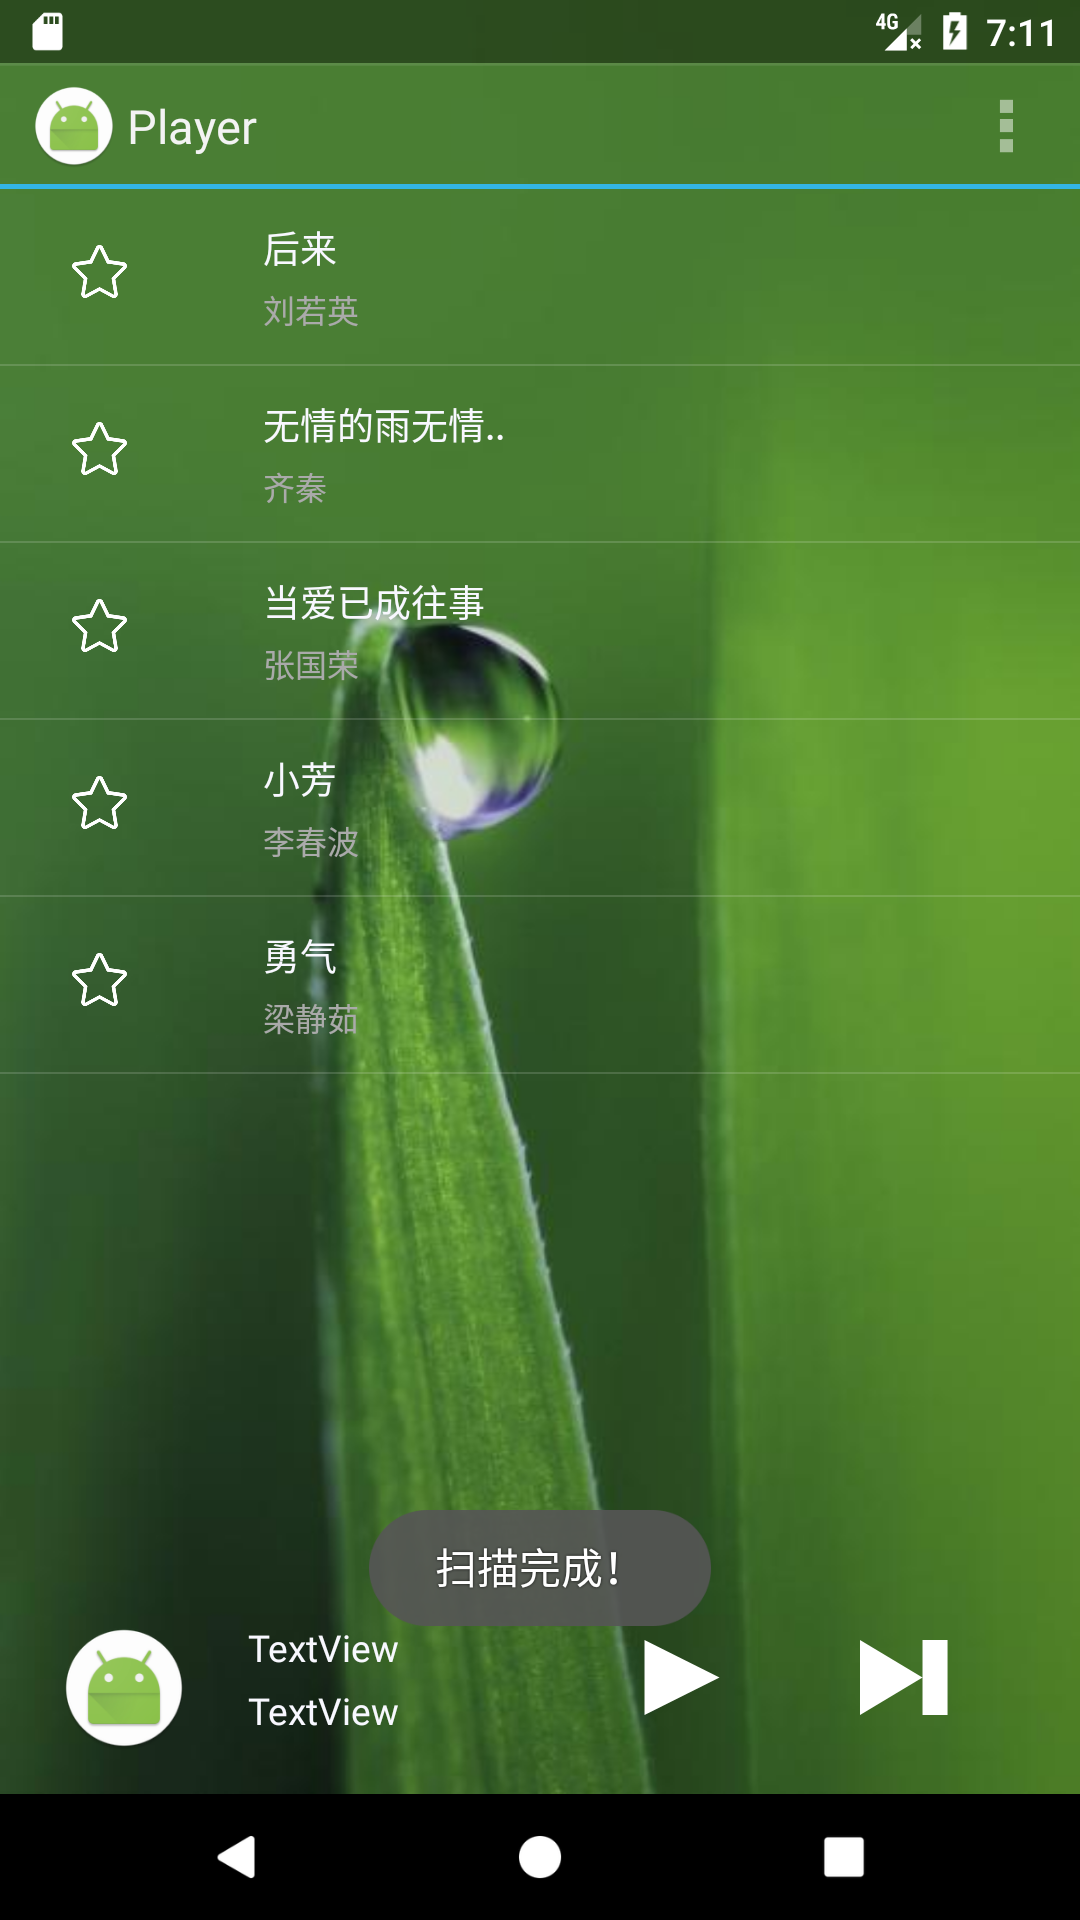 4G 7:11
Player
后来
刘若英
无情的雨无情..
齐秦
当爱已成往事
张国荣
小芳
李春波
勇气
梁静茹
扫描完成！
TextView
TextView